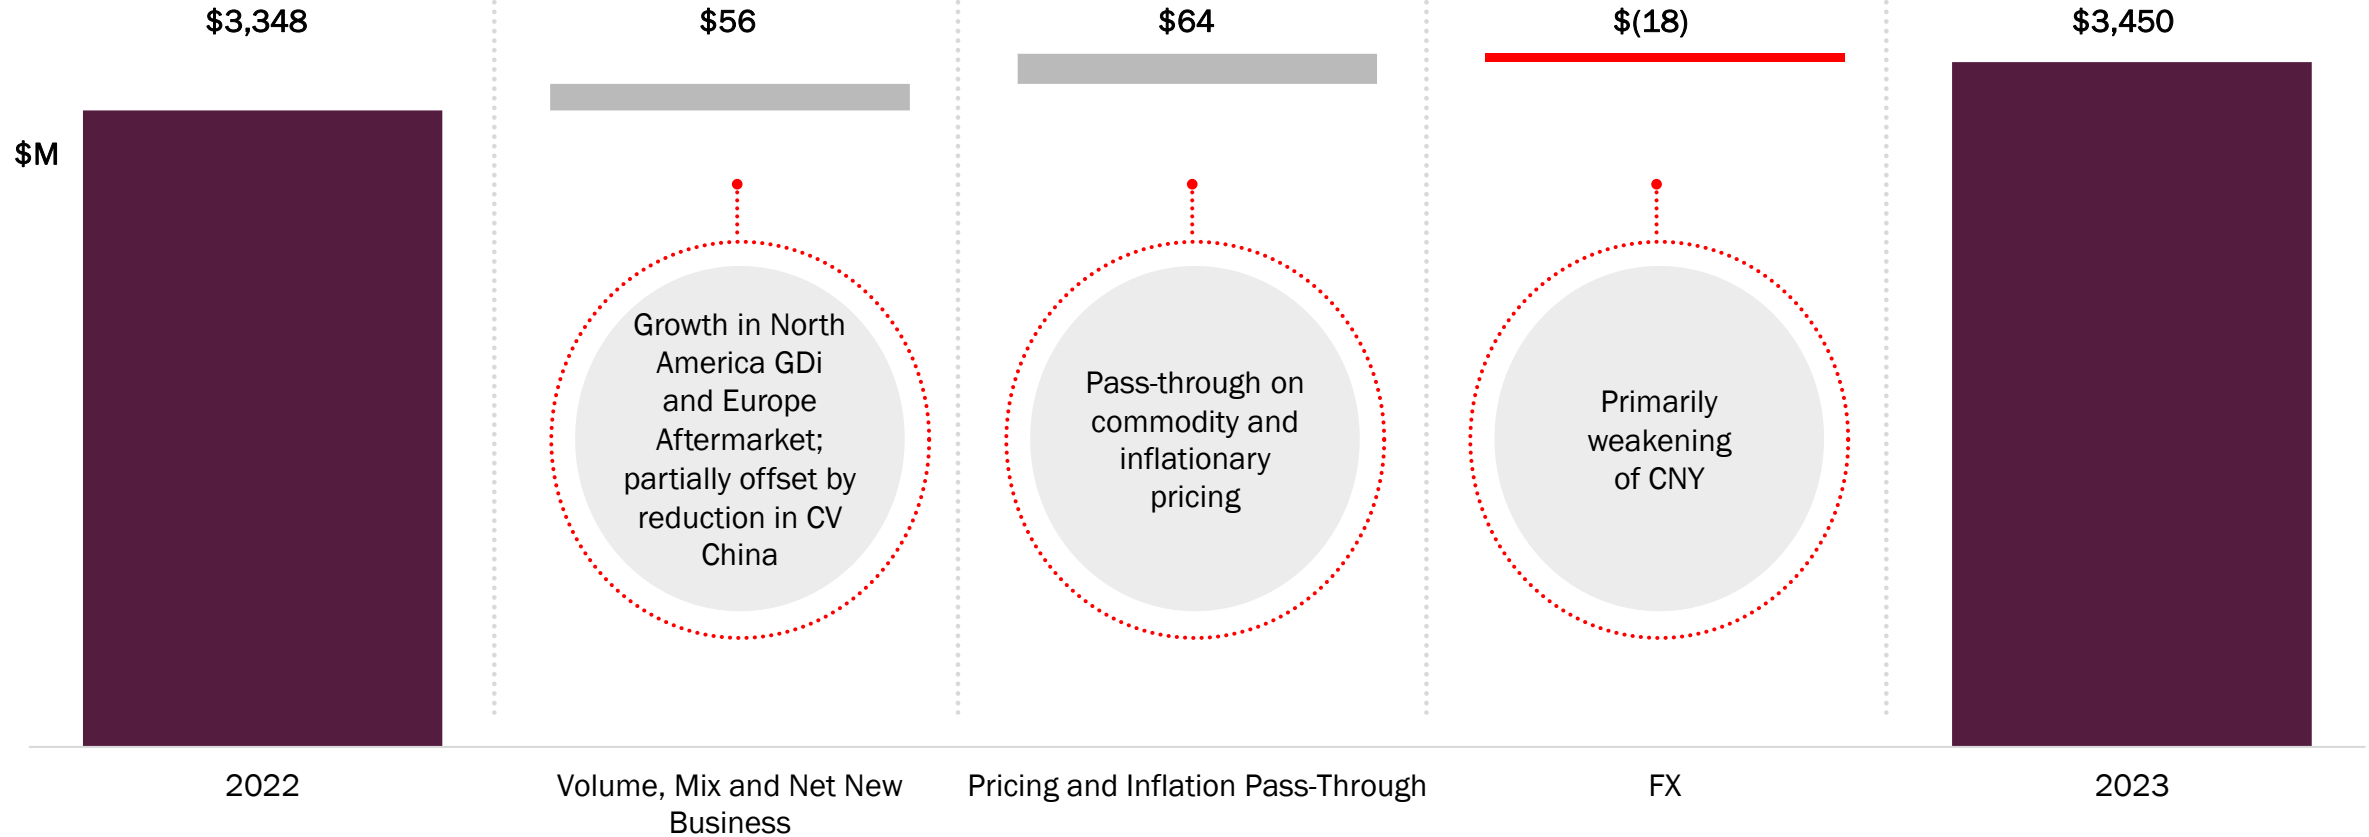 $3,348
$56
$64
$(18)
$3,450
$M
Growth in North
America GDi
and Europe
Aftermarket;
partially offset by
reduction in CV
China
Pass-through on
commodity and
inflationary
pricing
Primarily
weakening
of CNY
2022
Volume, Mix and Net New
Business
Pricing and Inflation Pass-Through
FX
2023